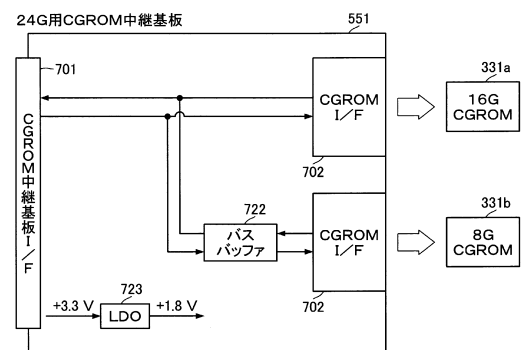 24G用CGROM中継基板
551
701
CGROM中継基板I/F
CGROM
I/F
702
331a
16G
CGROM
722
バス
バッファ
CGROM
I/F
702
331b
8G
CGROM
+3.3 V
723
LDO
+1.8 V